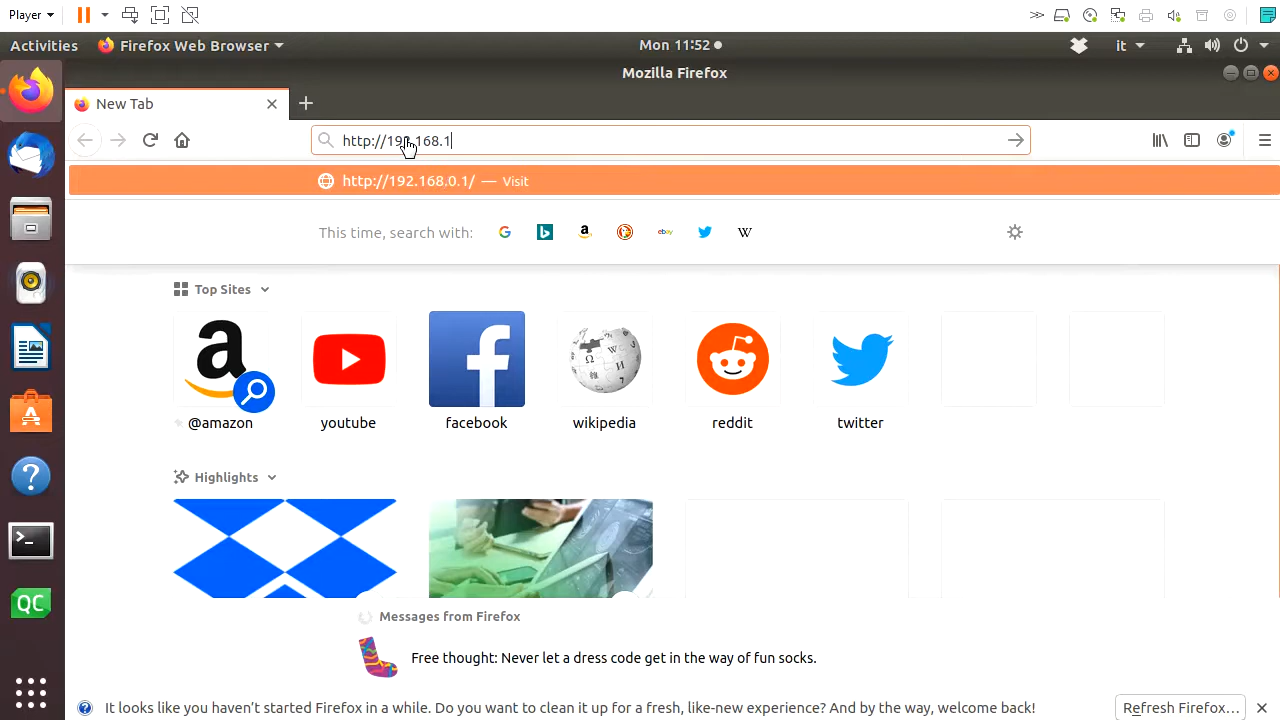 Player
Activities
Firefox Web Browser
Mon 11:52
it
Mozilla Firefox
New Tab
http://192.168.1
http://192.168.0.1/ — Visit
This time, search with:
Top Sites
@amazon
youtube
facebook
wikipedia
reddit
twitter
Highlights
Messages from Firefox
Free thought: Never let a dress code get in the way of fun socks.
It looks like you haven't started Firefox in a while. Do you want to clean it up for a fresh, like-new experience? And by the way, welcome back!
Refresh Firefox...
QC